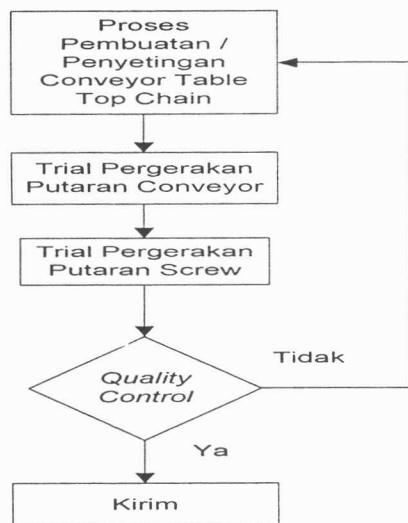 Proses
Pembuatan /
Penyetingan
Conveyor Table
Top Chain
Trial Pergerakan
Putaran Conveyor
Trial Pergerakan
Putaran Screw
Quality
Control
Tidak
Ya
Kirim